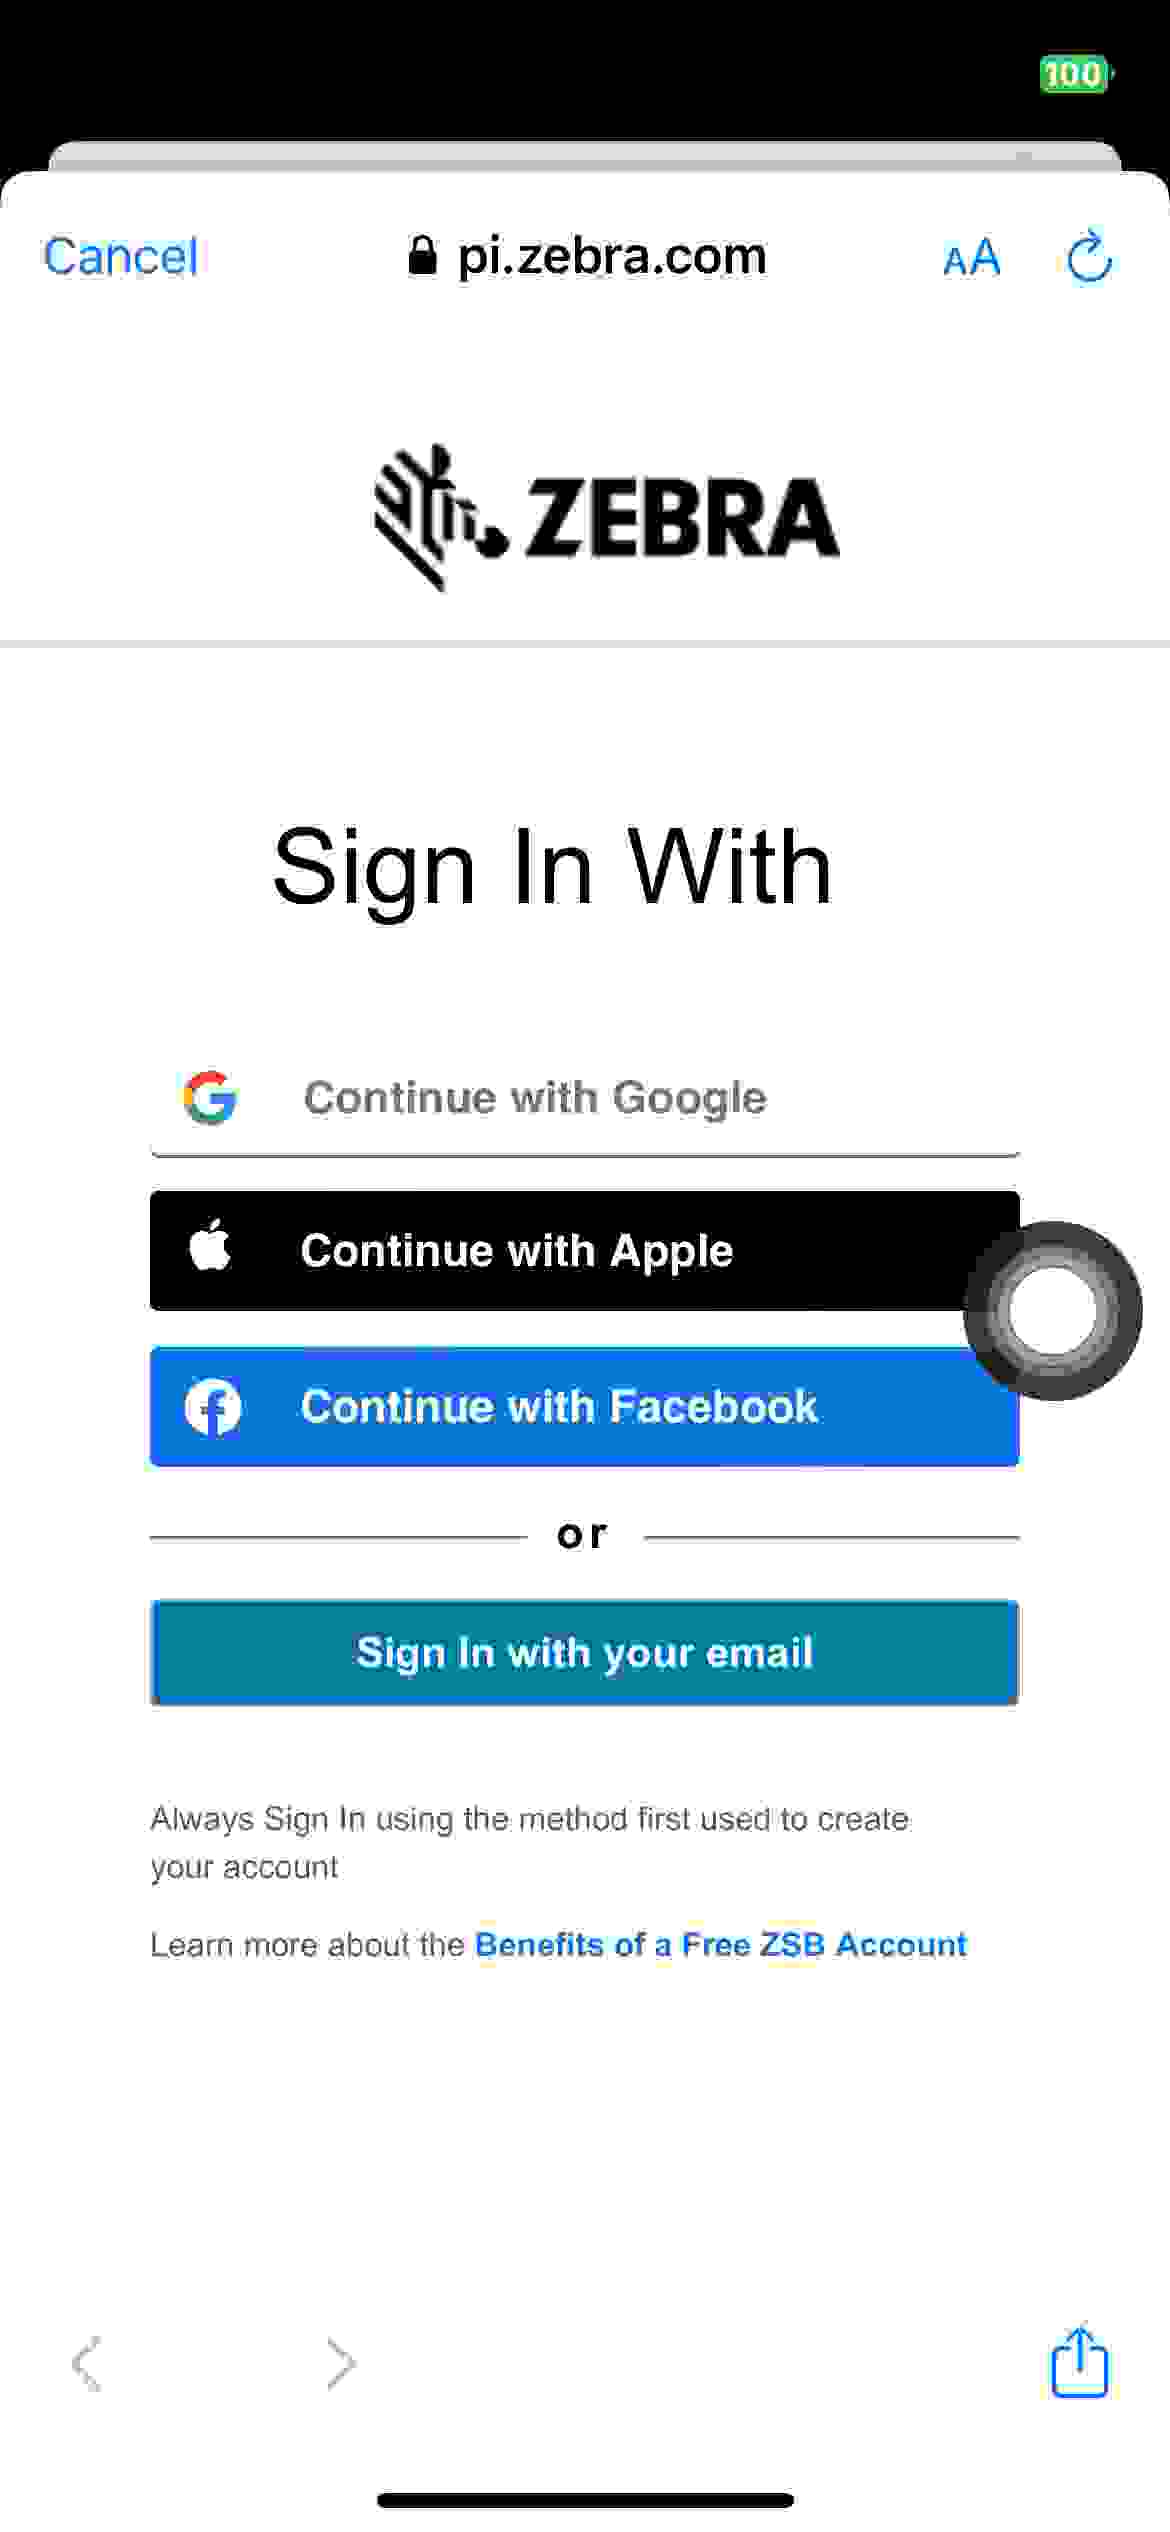 100
Cancel
pi.zebra.com
AA
ZEBRA
Sign In With
Continue with Google
Continue with Apple
Continue with Facebook
or
Sign In with your email
Always Sign In using the method first used to create
your account
Learn more about the Benefits of a Free ZSB Account